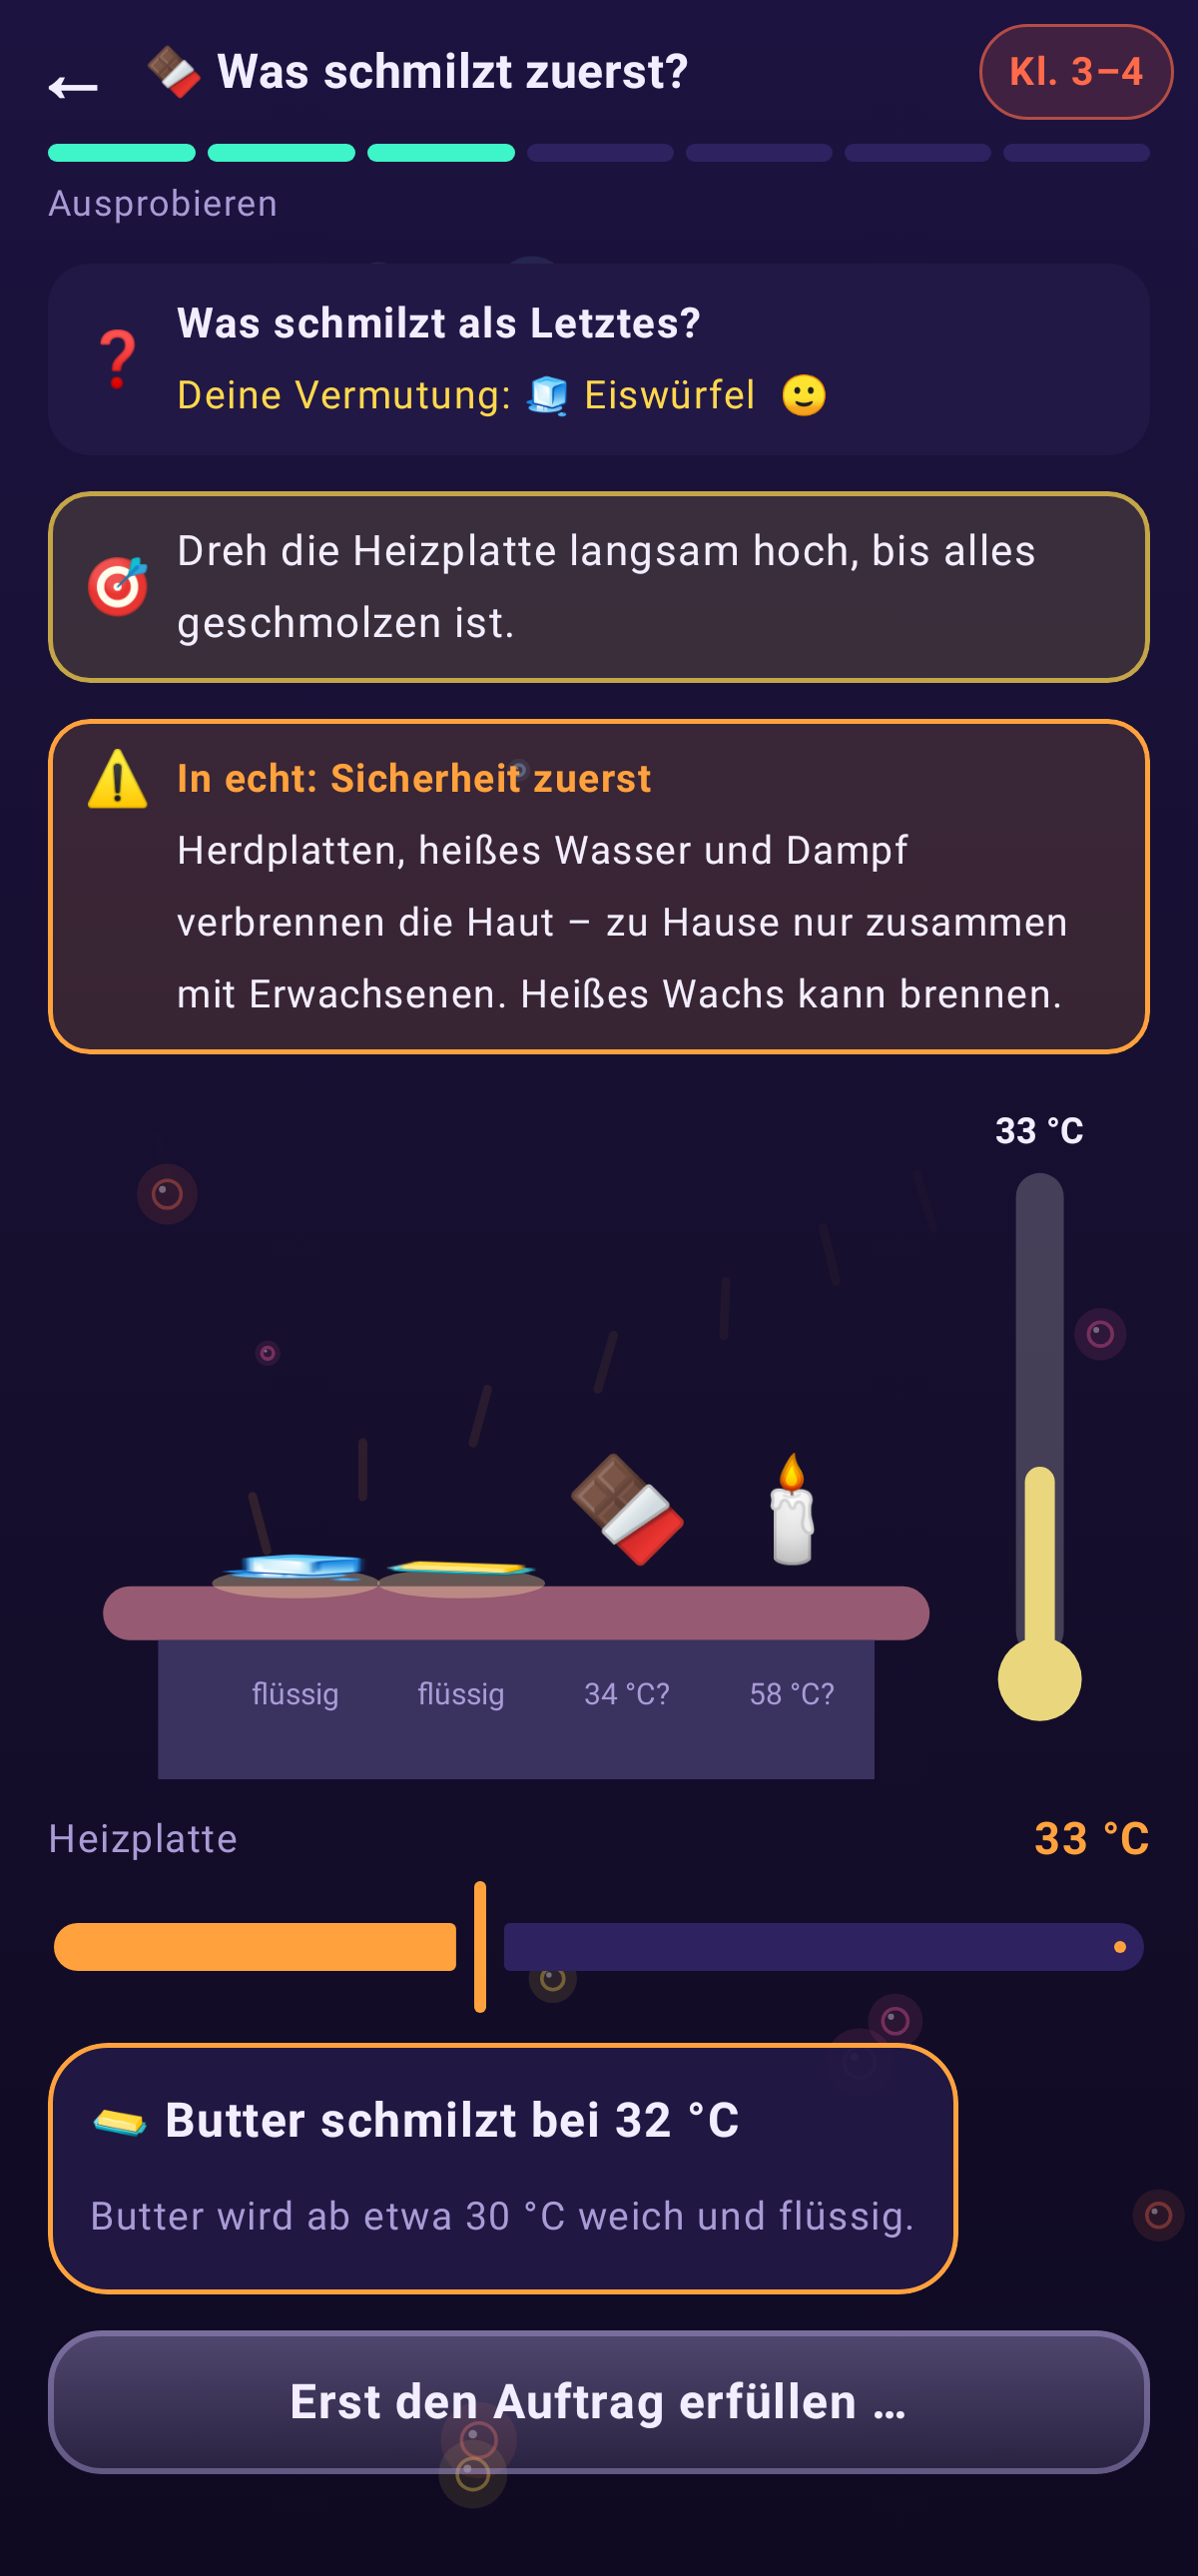 Was schmilzt zuerst?
Kl. 3–4
Ausprobieren
Was schmilzt als Letztes?
Deine Vermutung: Eiswürfel
Dreh die Heizplatte langsam hoch, bis alles
geschmolzen ist.
In echt: Sicherheit zuerst
Herdplatten, heißes Wasser und Dampf
verbrennen die Haut – zu Hause nur zusammen
mit Erwachsenen. Heißes Wachs kann brennen.
33 °C
flüssig flüssig 34 °C? 58 °C?
Heizplatte 33 °C
Butter schmilzt bei 32 °C
Butter wird ab etwa 30 °C weich und flüssig.
Erst den Auftrag erfüllen …